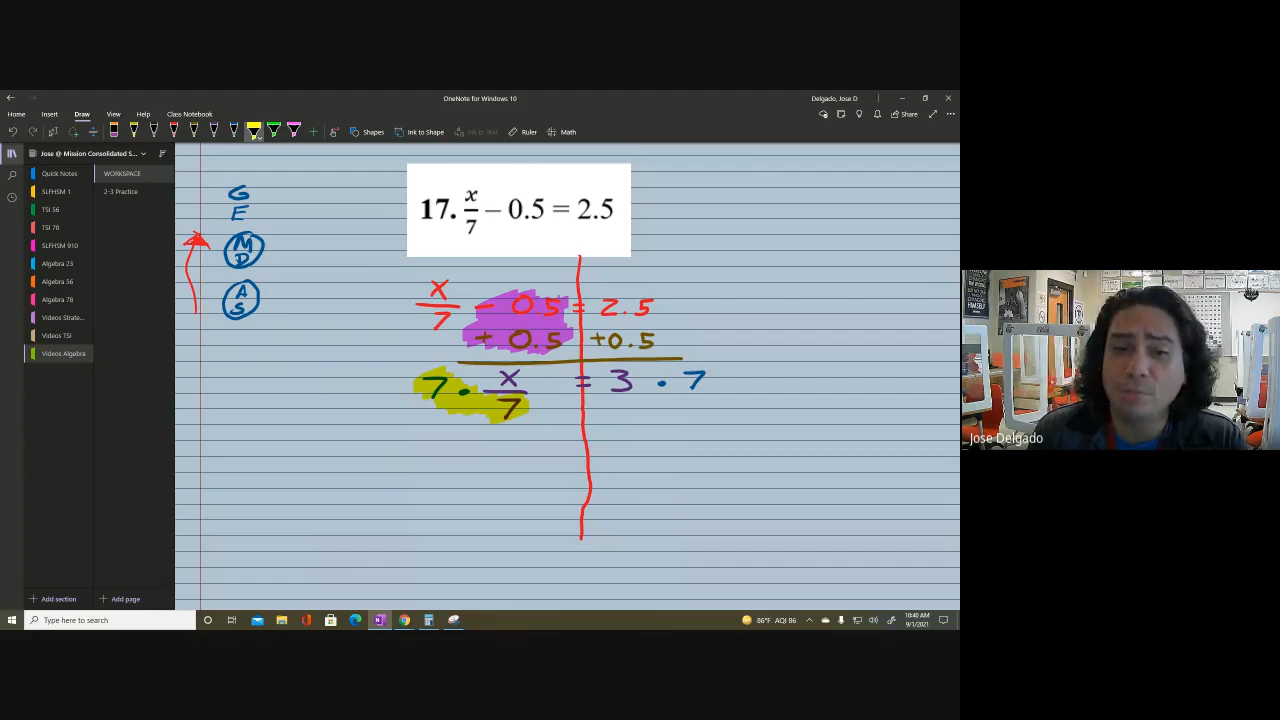 OneNote for Windows 10
Delgado, Jose D
Home Insert Draw View Help Class Notebook
Shapes Ink to Shape Ink to Text Ruler Math
Share
Jose @ Mission Consolidated S...
WORKSPACE
2-3 Practice
Quick Notes
SLFHSM 1
TSI 56
TSI 78
SLFHSM 910
Algebra 23
Algebra 56
Algebra 78
Videos Strate...
Videos TSI
Videos Algebra
Add section
Add page
G
E
M
D
A
S
17. x/7 – 0.5 = 2.5
x/7 - 0.5 = 2.5
+ 0.5 +0.5
7 · x/7 = 3 · 7
Jose Delgado
Type here to search
86°F AQI 86
10:40 AM
9/1/2021